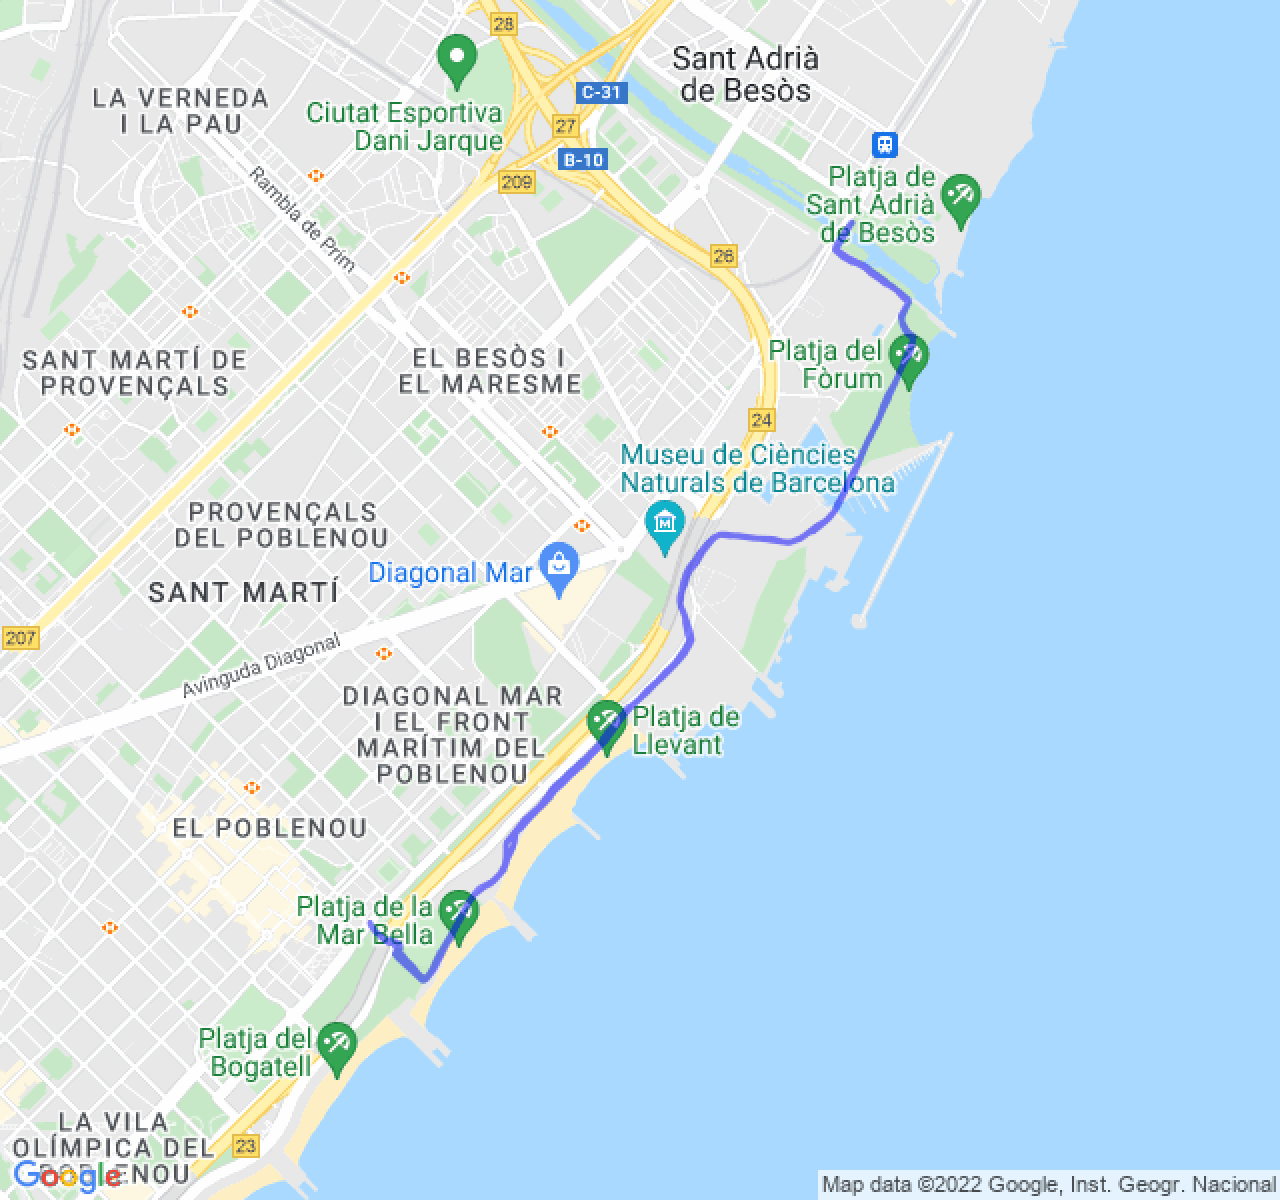 28
Sant Adrià
de Besòs
C-31
LA VERNEDA
I LA PAU
Ciutat Esportiva
Dani Jarque
27
B-10
209
Rambla de Prim
Platja de
Sant Adrià
de Besòs
26
SANT MARTÍ DE
PROVENÇALS
EL BESÒS I
EL MARESME
Platja del
Fòrum
24
Museu de Ciències
Naturals de Barcelona
PROVENÇALS
DEL POBLENOU
Diagonal Mar
SANT MARTÍ
207
Avinguda Diagonal
DIAGONAL MAR
I EL FRONT
MARÍTIM DEL
POBLENOU
Platja de
Llevant
EL POBLENOU
Platja de la
Mar Bella
Platja del
Bogatell
LA VILA
OLÍMPICA DEL
POBLENOU
23
Google
Map data ©2022 Google, Inst. Geogr. Nacional